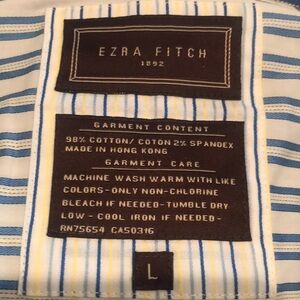 EZRA FITCH
1892
GARMENT CONTENT
98% COTTON/ COTON 2% SPANDEX
MADE IN HONG KONG
GARMENT CARE
MACHINE WASH WARM WITH LIKE
COLORS-ONLY NON-CHLORINE
BLEACH IF NEEDED-TUMBLE DRY
LOW - COOL IRON IF NEEDED-
RN75654 CA50316
L